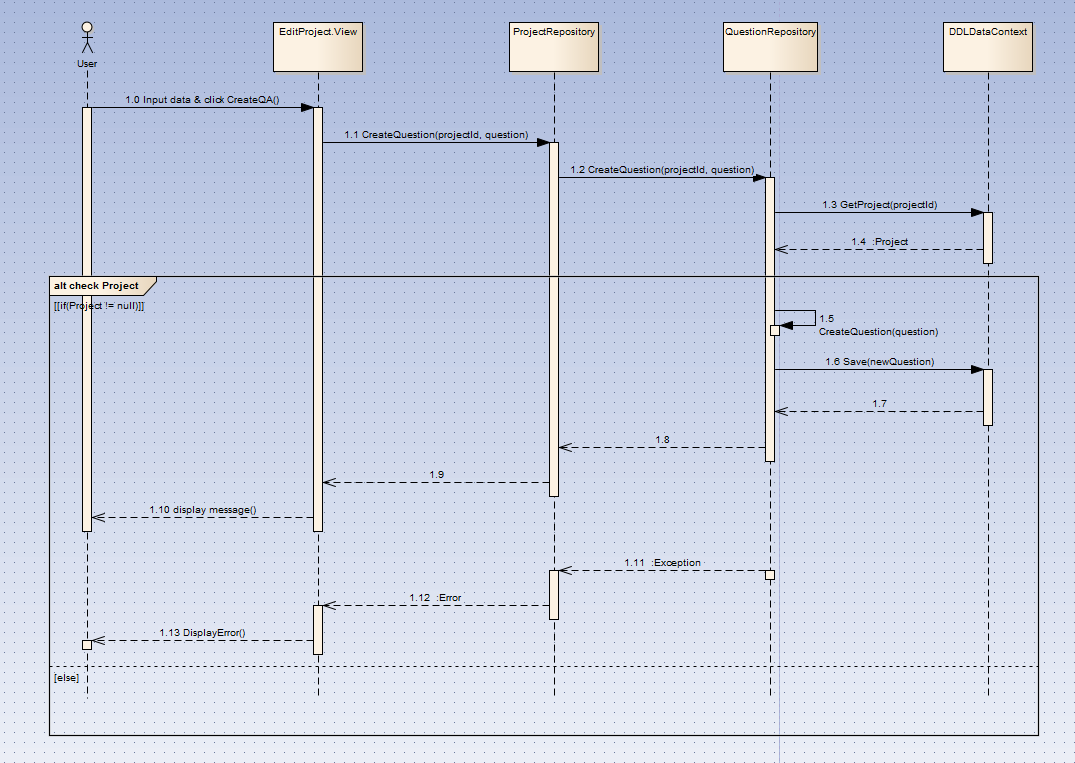 EditProject.View
ProjectRepository
QuestionRepository
DDLDataContext
User
1.0 Input data & click CreateQA()
1.1 CreateQuestion(projectId, question)
1.2 CreateQuestion(projectId, question)
1.3 GetProject(projectId)
1.4 :Project
alt check Project
[[if(Project != null)]]
1.5
CreateQuestion(question)
1.6 Save(newQuestion)
1.7
1.8
1.9
1.10 display message()
1.11 :Exception
1.12 :Error
1.13 DisplayError()
[else]